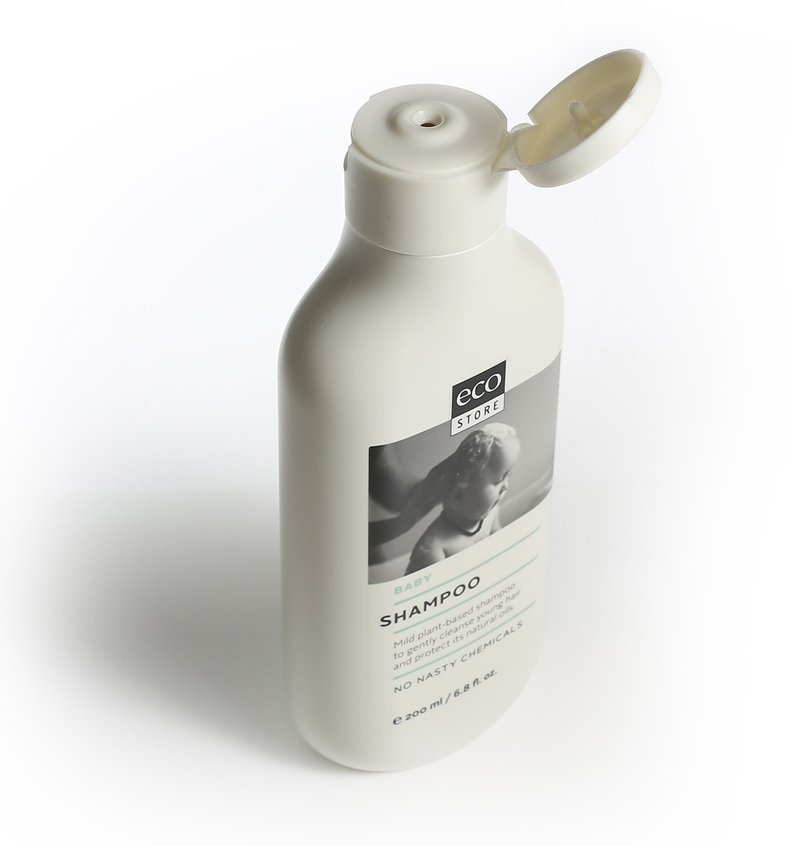 eco
STORE
BABY
SHAMPOO
Mild plant-based shampoo
to gently cleanse young hair
and protect its natural oils.
NO NASTY CHEMICALS
e 200 ml / 6.8 fl. oz.